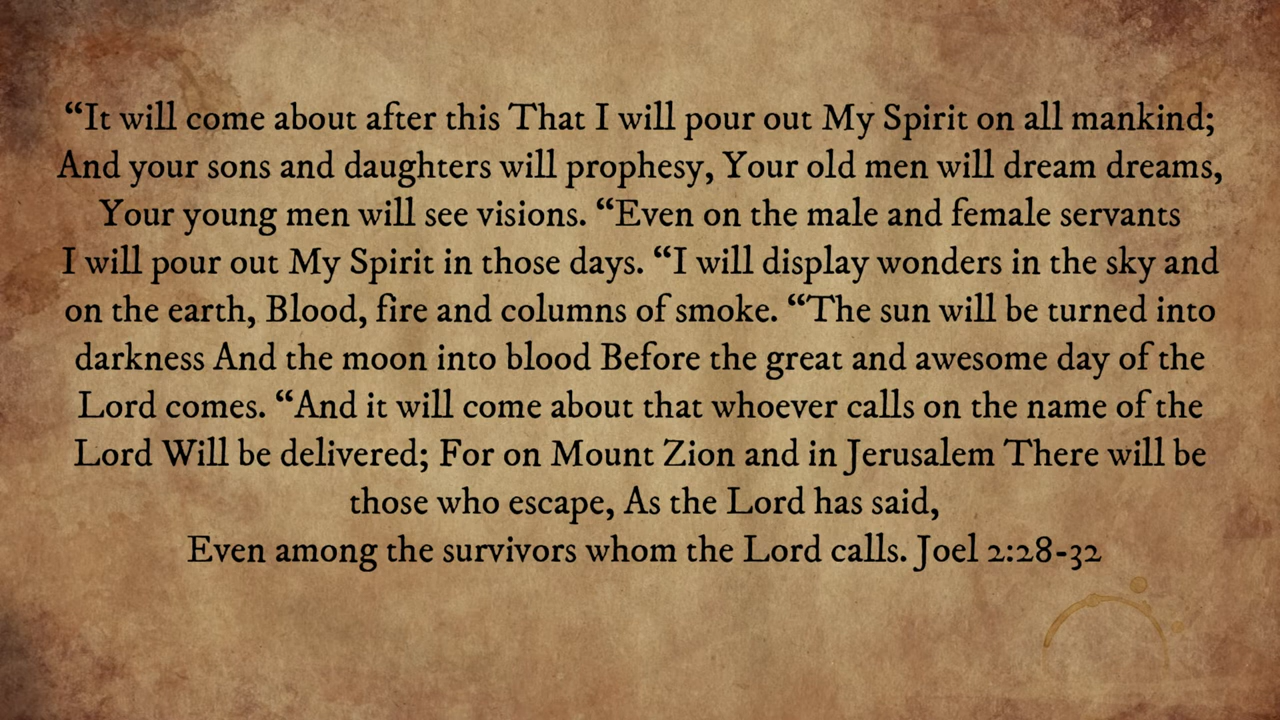 “It will come about after this That I will pour out My Spirit on all mankind;
And your sons and daughters will prophesy, Your old men will dream dreams,
Your young men will see visions. “Even on the male and female servants
I will pour out My Spirit in those days. “I will display wonders in the sky and
on the earth, Blood, fire and columns of smoke. “The sun will be turned into
darkness And the moon into blood Before the great and awesome day of the
Lord comes. “And it will come about that whoever calls on the name of the
Lord Will be delivered; For on Mount Zion and in Jerusalem There will be
those who escape, As the Lord has said,
Even among the survivors whom the Lord calls. Joel 2:28-32